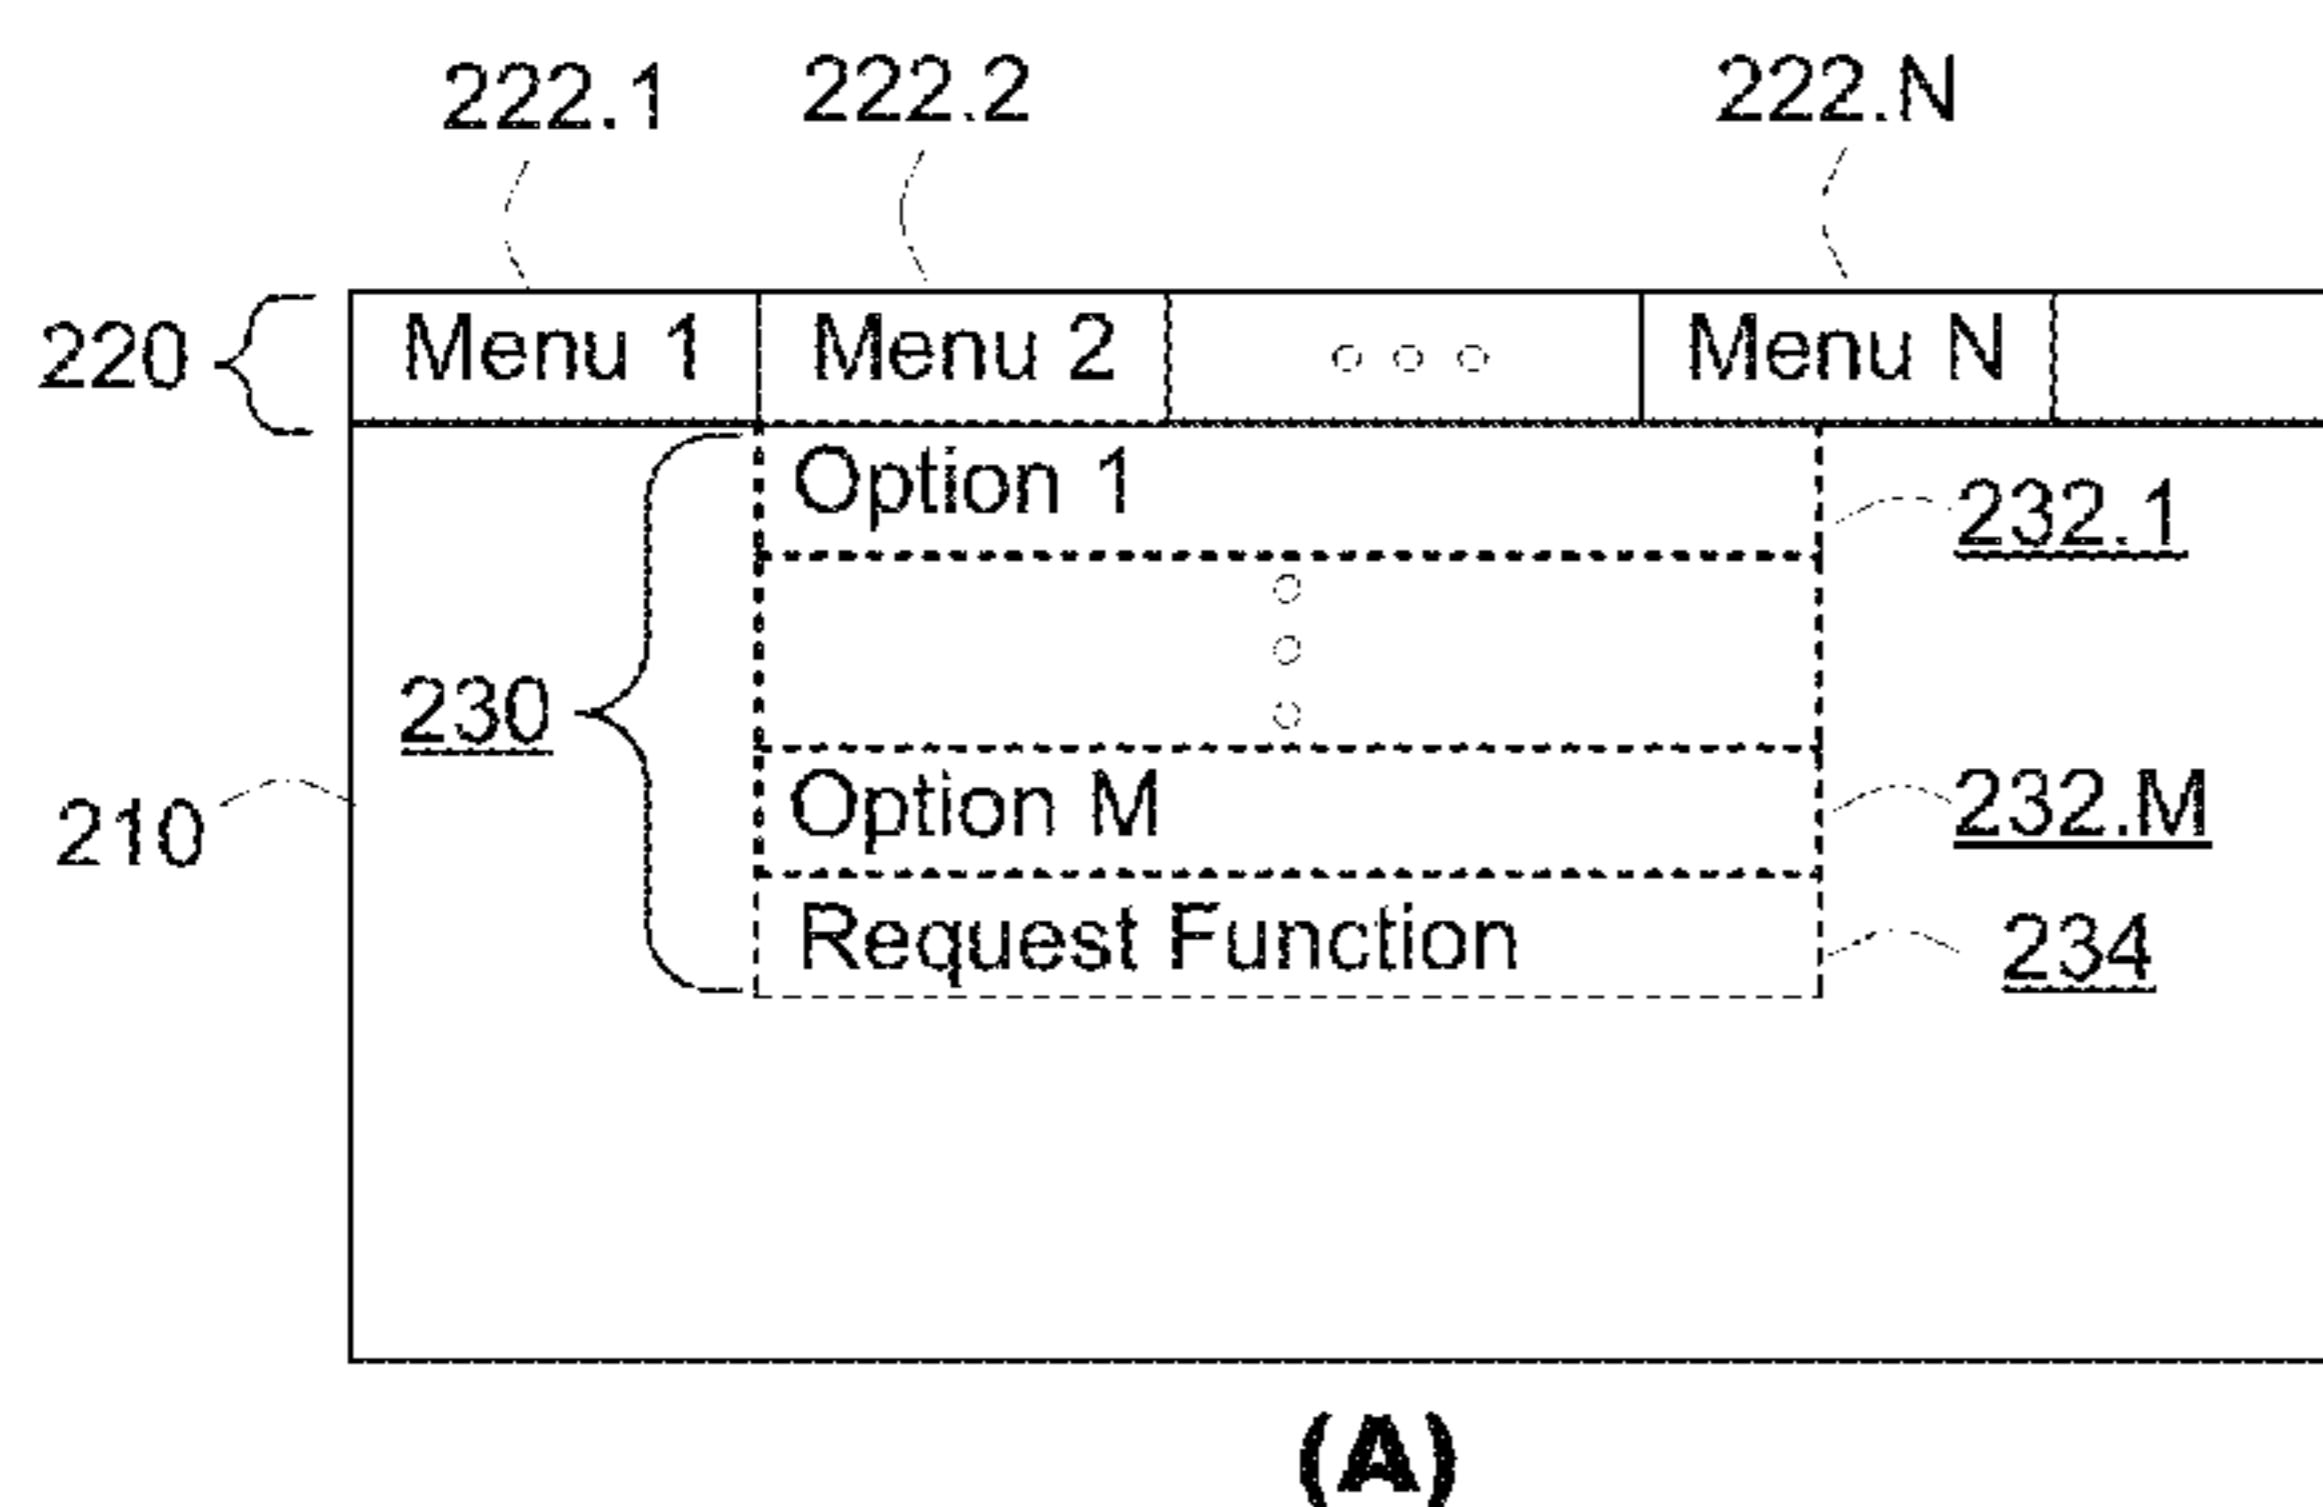 222.1 222.2 222.N
220 Menu 1 Menu 2 Menu N
Option 1
232.1
230
210 Option M 232.M
Request Function 234
(A)